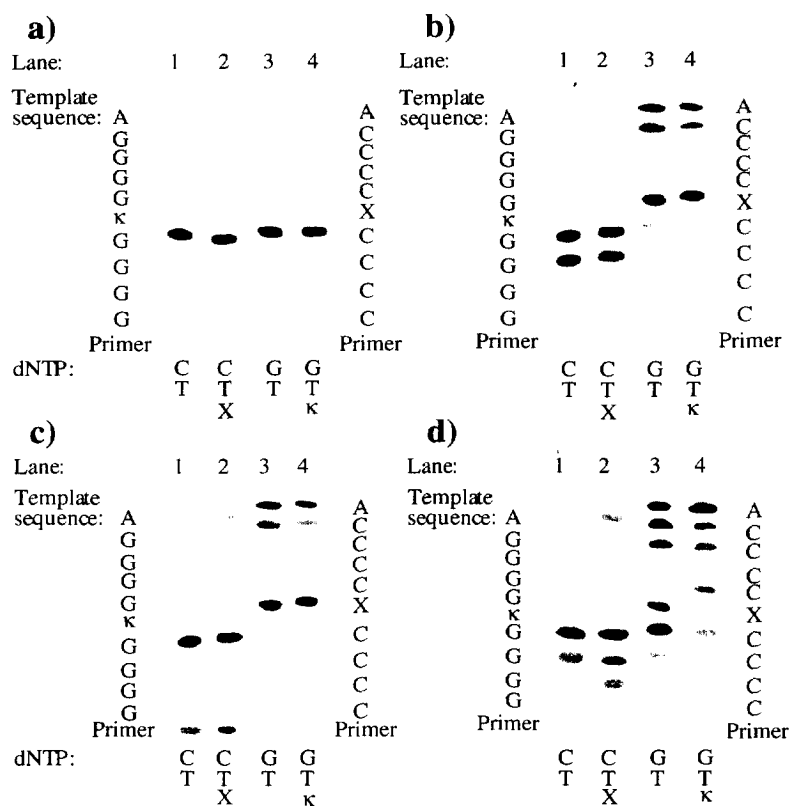 a)
Lane: 1 2 3 4
Template
sequence:
A
G
G
G
G
κ
G
G
G
G
Primer
A
C
C
C
C
X
C
C
C
C
Primer
dNTP: C C G G
T T T T
X κ
b)
Lane: 1 2 3 4
Template
sequence:
A
G
G
G
G
κ
G
G
G
G
Primer
A
C
C
C
C
X
C
C
C
C
Primer
C C G G
T T T T
X κ
c)
Lane: 1 2 3 4
Template
sequence:
A
G
G
G
G
κ
G
G
G
G
Primer
A
C
C
C
C
X
C
C
C
C
Primer
dNTP: C C G G
T T T T
X κ
d)
Lane: 1 2 3 4
Template
sequence:
A
G
G
G
G
κ
G
G
G
G
Primer
A
C
C
C
C
X
C
C
C
C
Primer
C C G G
T T T T
X κ